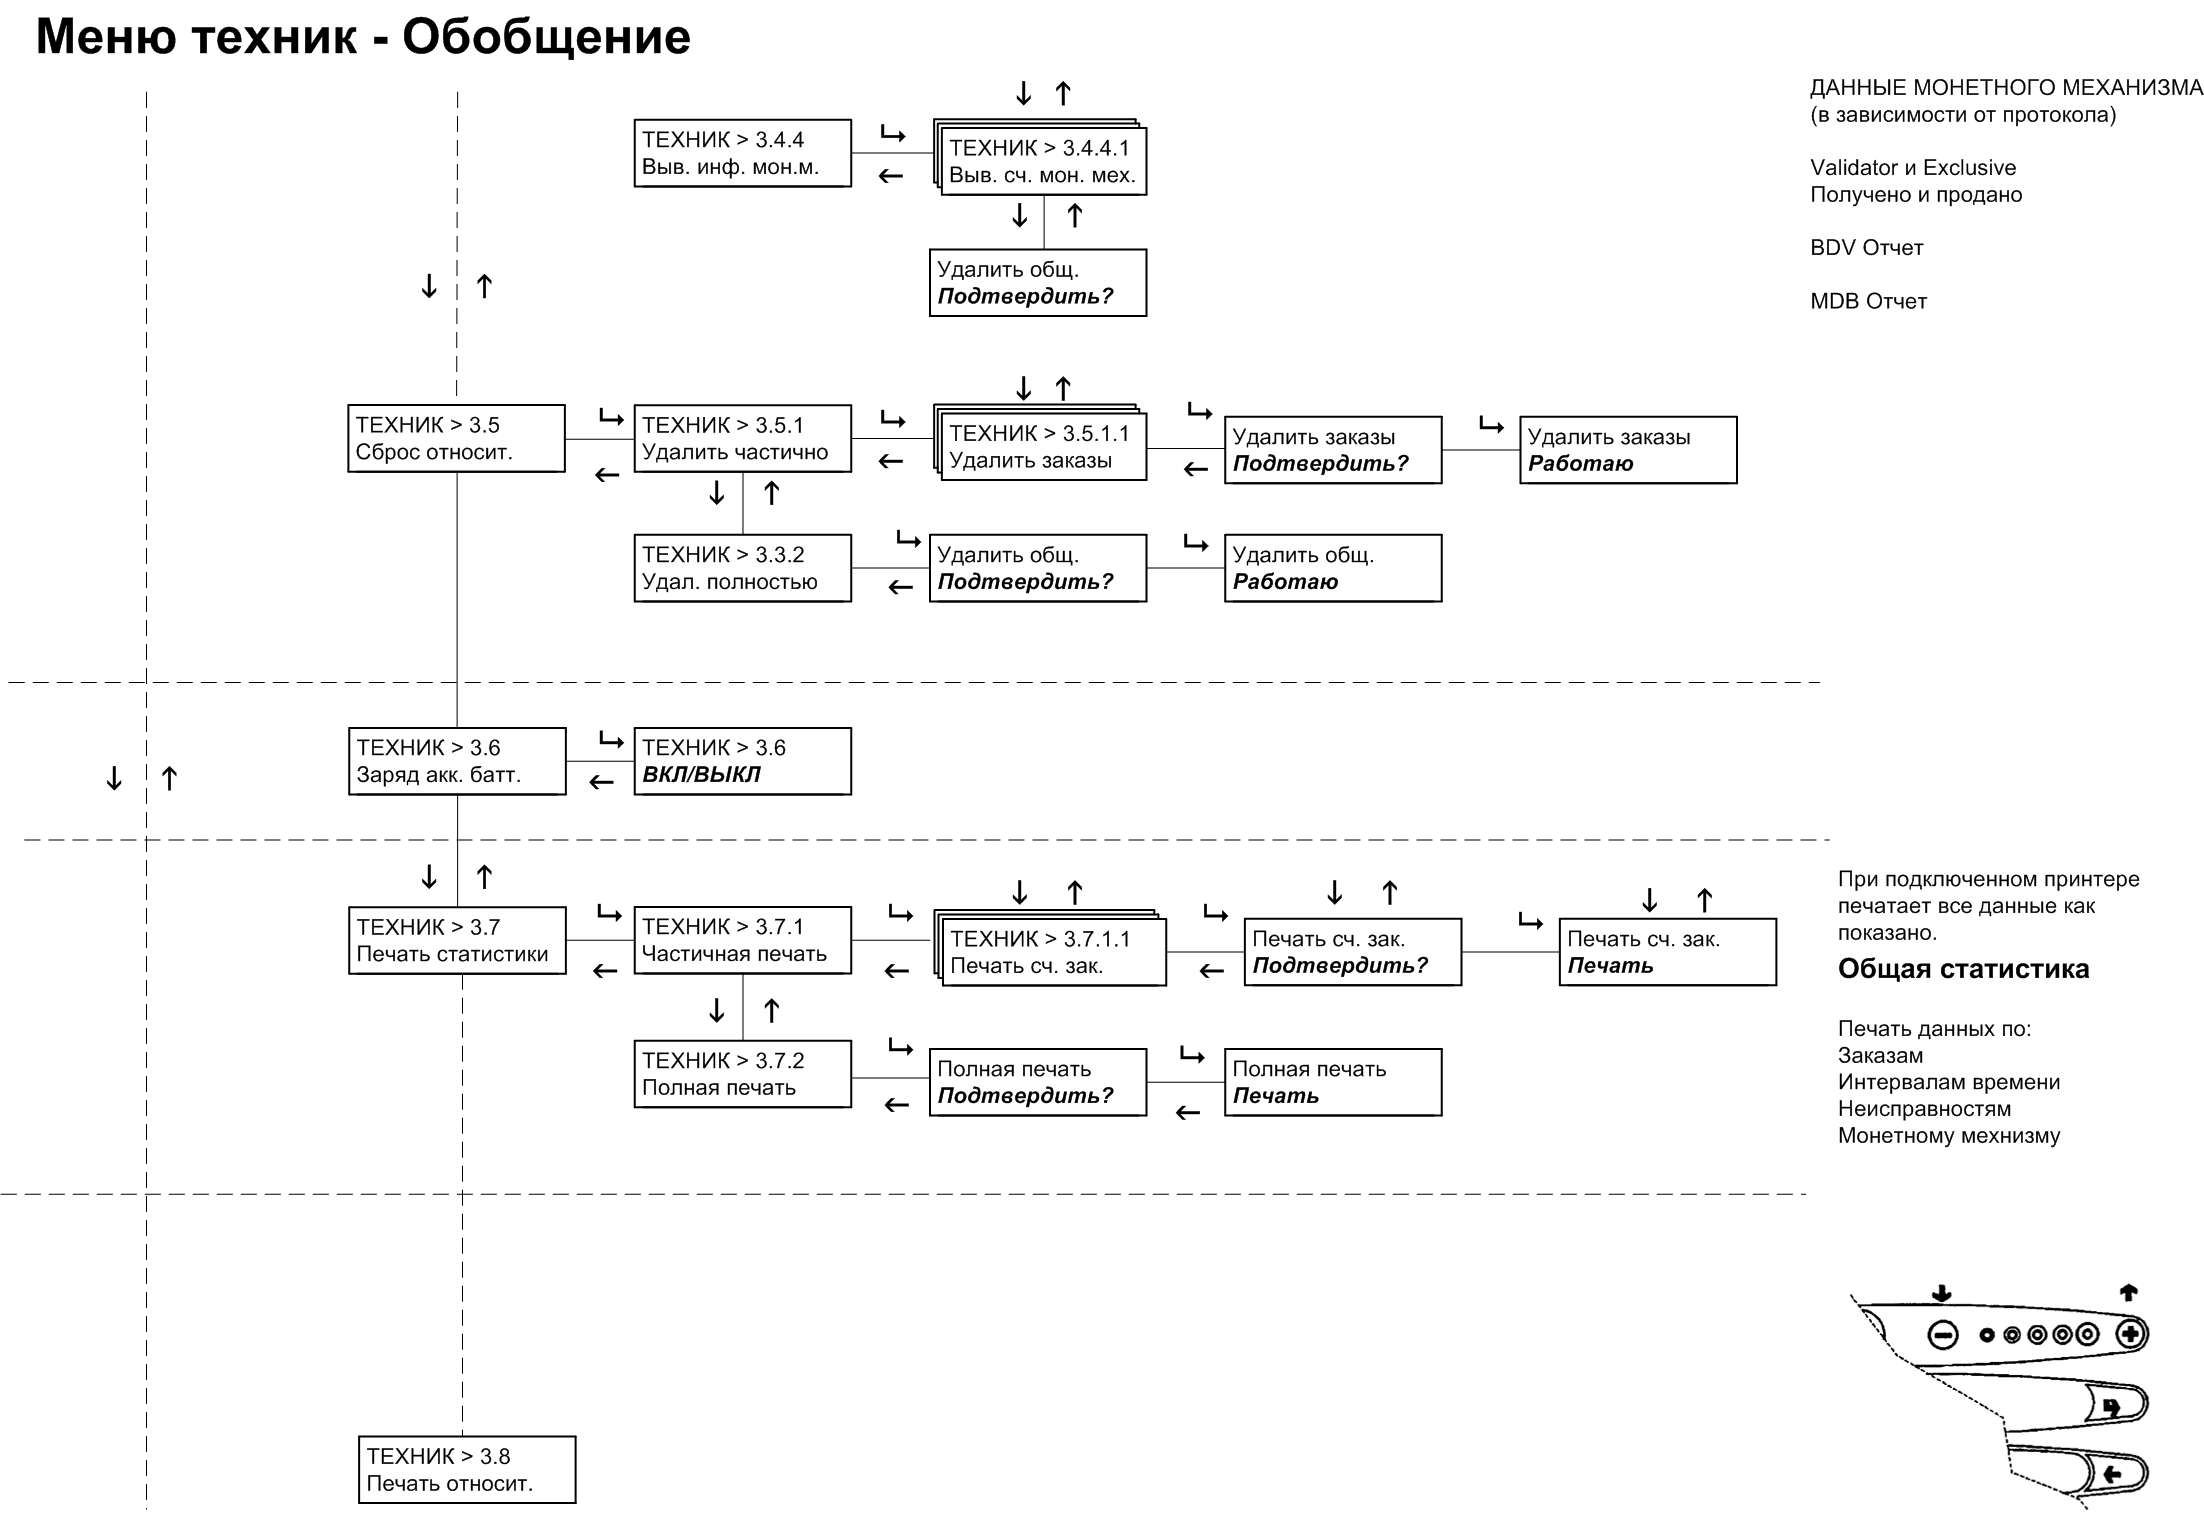 Меню техник - Обобщение
ТЕХНИК > 3.4.4
Выв. инф. мон.м.
ТЕХНИК > 3.4.4.1
Выв. сч. мон. мех.
Удалить общ.
Подтвердить?
ДАННЫЕ МОНЕТНОГО МЕХАНИЗМА
(в зависимости от протокола)
Validator и Exclusive
Получено и продано
BDV Отчет
MDB Отчет
ТЕХНИК > 3.5
Сброс относит.
ТЕХНИК > 3.5.1
Удалить частично
ТЕХНИК > 3.5.1.1
Удалить заказы
Удалить заказы
Подтвердить?
Удалить заказы
Работаю
ТЕХНИК > 3.3.2
Удал. полностью
Удалить общ.
Подтвердить?
Удалить общ.
Работаю
ТЕХНИК > 3.6
Заряд акк. батт.
ТЕХНИК > 3.6
ВКЛ/ВЫКЛ
ТЕХНИК > 3.7
Печать статистики
ТЕХНИК > 3.7.1
Частичная печать
ТЕХНИК > 3.7.1.1
Печать сч. зак.
Печать сч. зак.
Подтвердить?
Печать сч. зак.
Печать
ТЕХНИК > 3.7.2
Полная печать
Полная печать
Подтвердить?
Полная печать
Печать
При подключенном принтере
печатает все данные как
показано.
Общая статистика
Печать данных по:
Заказам
Интервалам времени
Неисправностям
Монетному мехнизму
ТЕХНИК > 3.8
Печать относит.